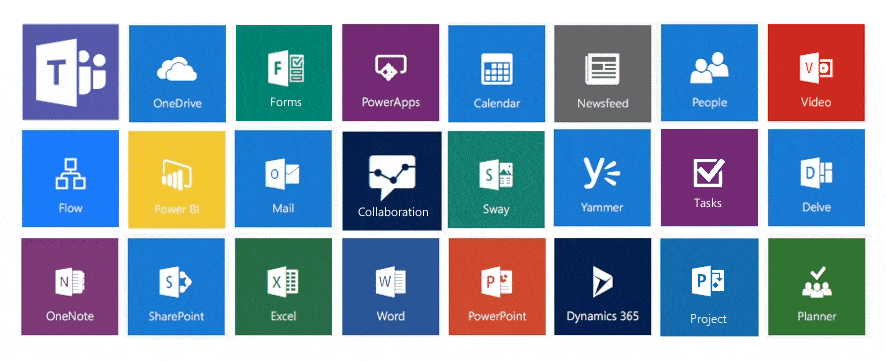 T
OneDrive
F
Forms
PowerApps
Calendar
Newsfeed
People
V
Video
Flow
Power BI
O
Mail
Collaboration
S
Sway
Yammer
Tasks
D
Delve
N
OneNote
S
SharePoint
X
Excel
W
Word
P
PowerPoint
Dynamics 365
P
Project
Planner